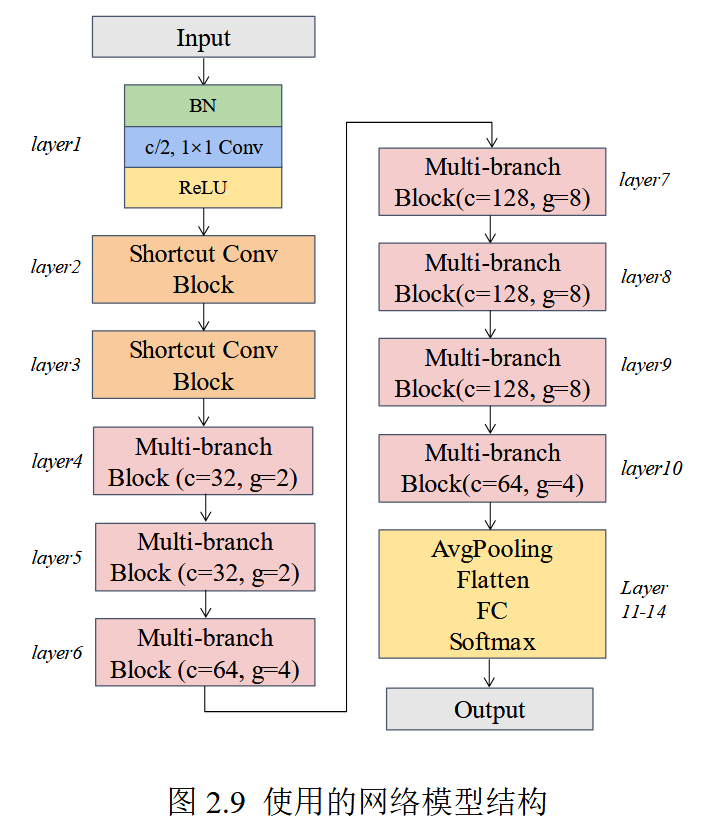 Input
layer1
BN
c/2, 1×1 Conv
ReLU
layer2
Shortcut Conv
Block
layer3
Shortcut Conv
Block
layer4
Multi-branch
Block (c=32, g=2)
layer5
Multi-branch
Block (c=32, g=2)
layer6
Multi-branch
Block (c=64, g=4)
Multi-branch
Block(c=128, g=8)
layer7
Multi-branch
Block(c=128, g=8)
layer8
Multi-branch
Block(c=128, g=8)
layer9
Multi-branch
Block(c=64, g=4)
layer10
AvgPooling
Flatten
FC
Softmax
Layer
11-14
Output
图 2.9 使用的网络模型结构